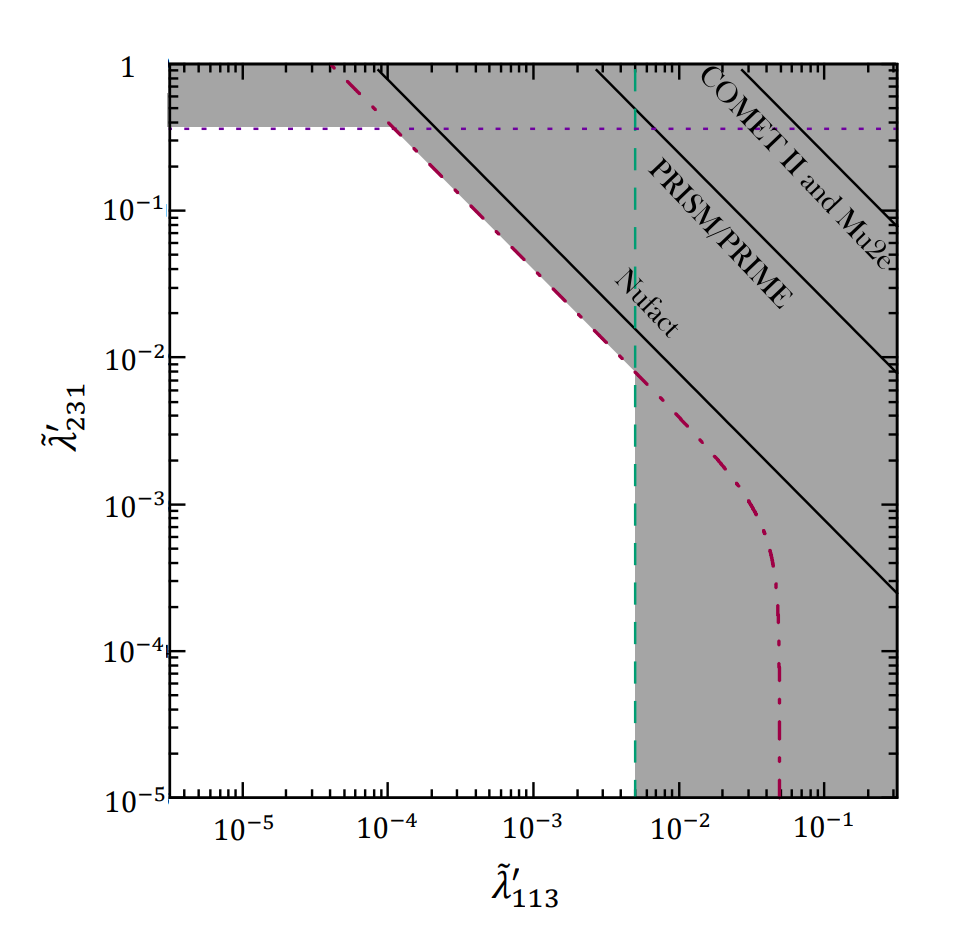 1
10⁻¹
10⁻²
10⁻³
10⁻⁴
10⁻⁵
λ̃′₂₃₁
COMET II and Mu2e
PRISM/PRIME
Nufact
10⁻⁵
10⁻⁴
10⁻³
10⁻²
10⁻¹
λ̃′₁₁₃